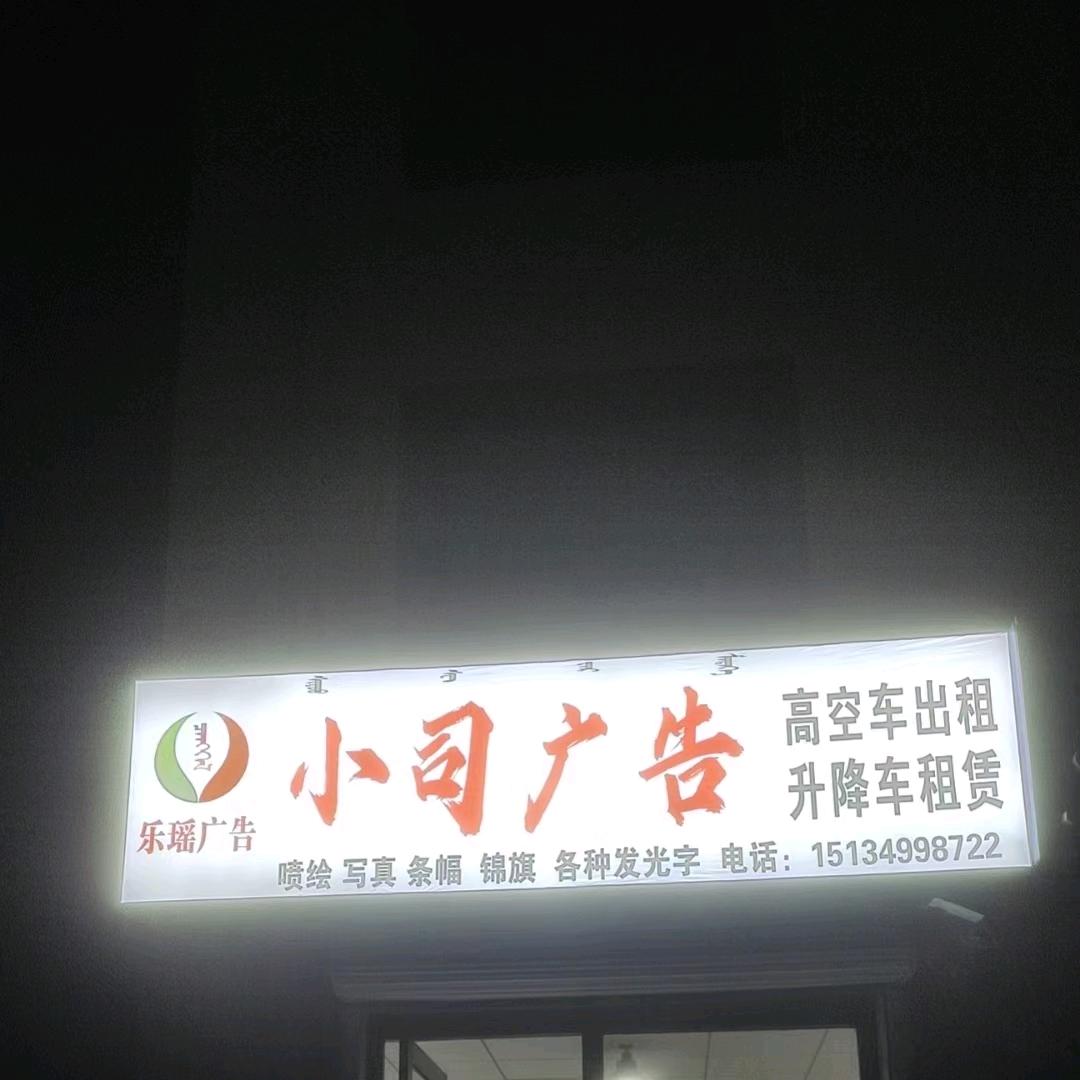 小司广告
高空车出租
升降车租赁
乐瑶广告
喷绘 写真 条幅 锦旗 各种发光字 电话：15134998722